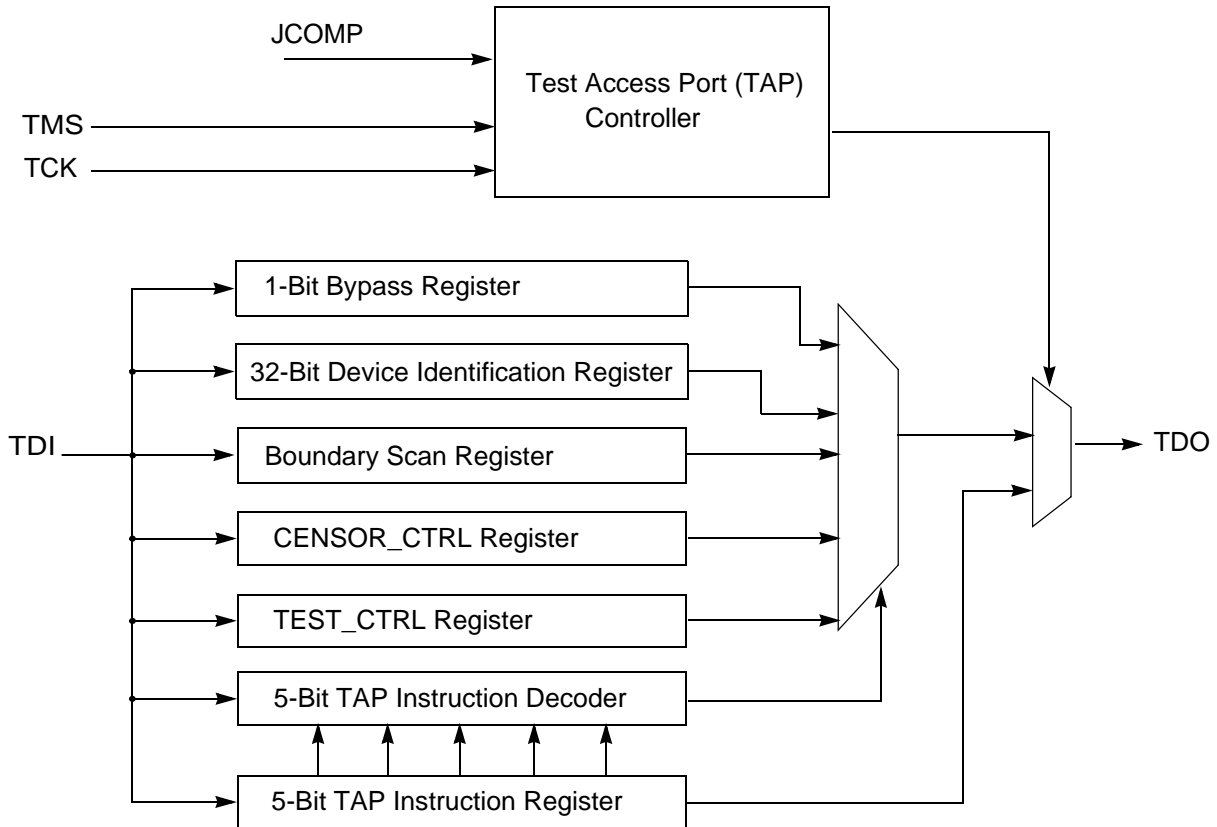 JCOMP
Test Access Port (TAP)
Controller
TMS
TCK
1-Bit Bypass Register
32-Bit Device Identification Register
TDI
Boundary Scan Register
TDO
CENSOR_CTRL Register
TEST_CTRL Register
5-Bit TAP Instruction Decoder
5-Bit TAP Instruction Register